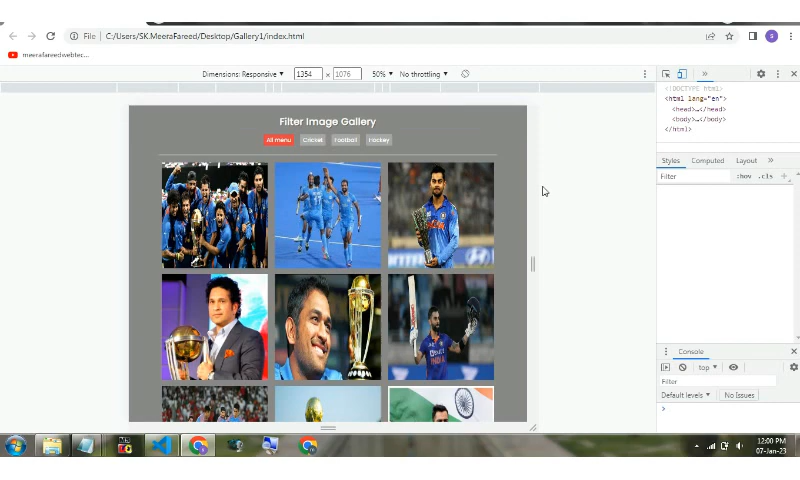 File C:/Users/SK.MeeraFareed/Desktop/Gallery1/index.html
S
meerafareedwebtec...
Dimensions: Responsive 1354 × 1076 50% No throttling
<!DOCTYPE html>
<html lang="en">
<head>…</head>
<body>…</body>
</html>
Filter Image Gallery
All menu Cricket Football Hockey
Styles Computed Layout
Filter :hov .cls
Console
top
Filter
Default levels No Issues
12:00 PM
07-Jan-23